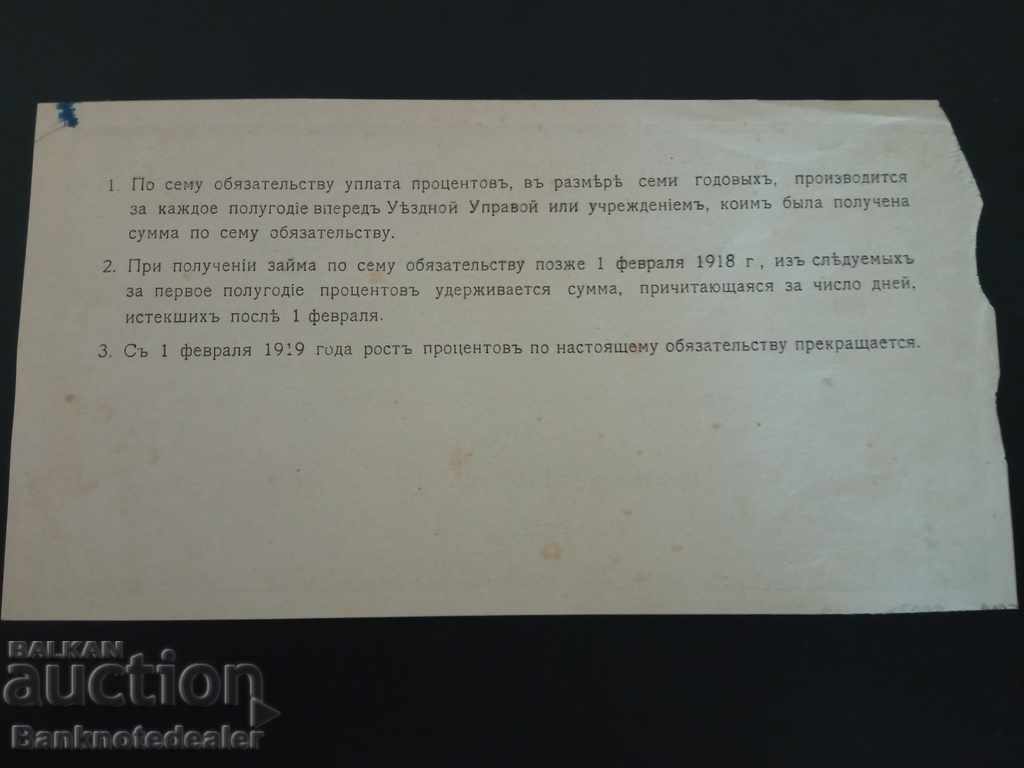 1. По сему обязательству уплата процентовъ, въ размѣрѣ семи годовыхъ, производится
за каждое полугодіе впередъ Уѣздной Управой или учрежденіемъ, коимъ была получена
сумма по сему обязательству.
2. При полученіи займа по сему обязательству позже 1 февраля 1918 г, изъ слѣдуемыхъ
за первое полугодіе процентовъ удерживается сумма, причитающаяся за число дней,
истекшихъ послѣ 1 февраля.
3. Съ 1 февраля 1919 года ростъ процентовъ по настоящему обязательству прекращается.
BALKAN
auction
Banknotedealer